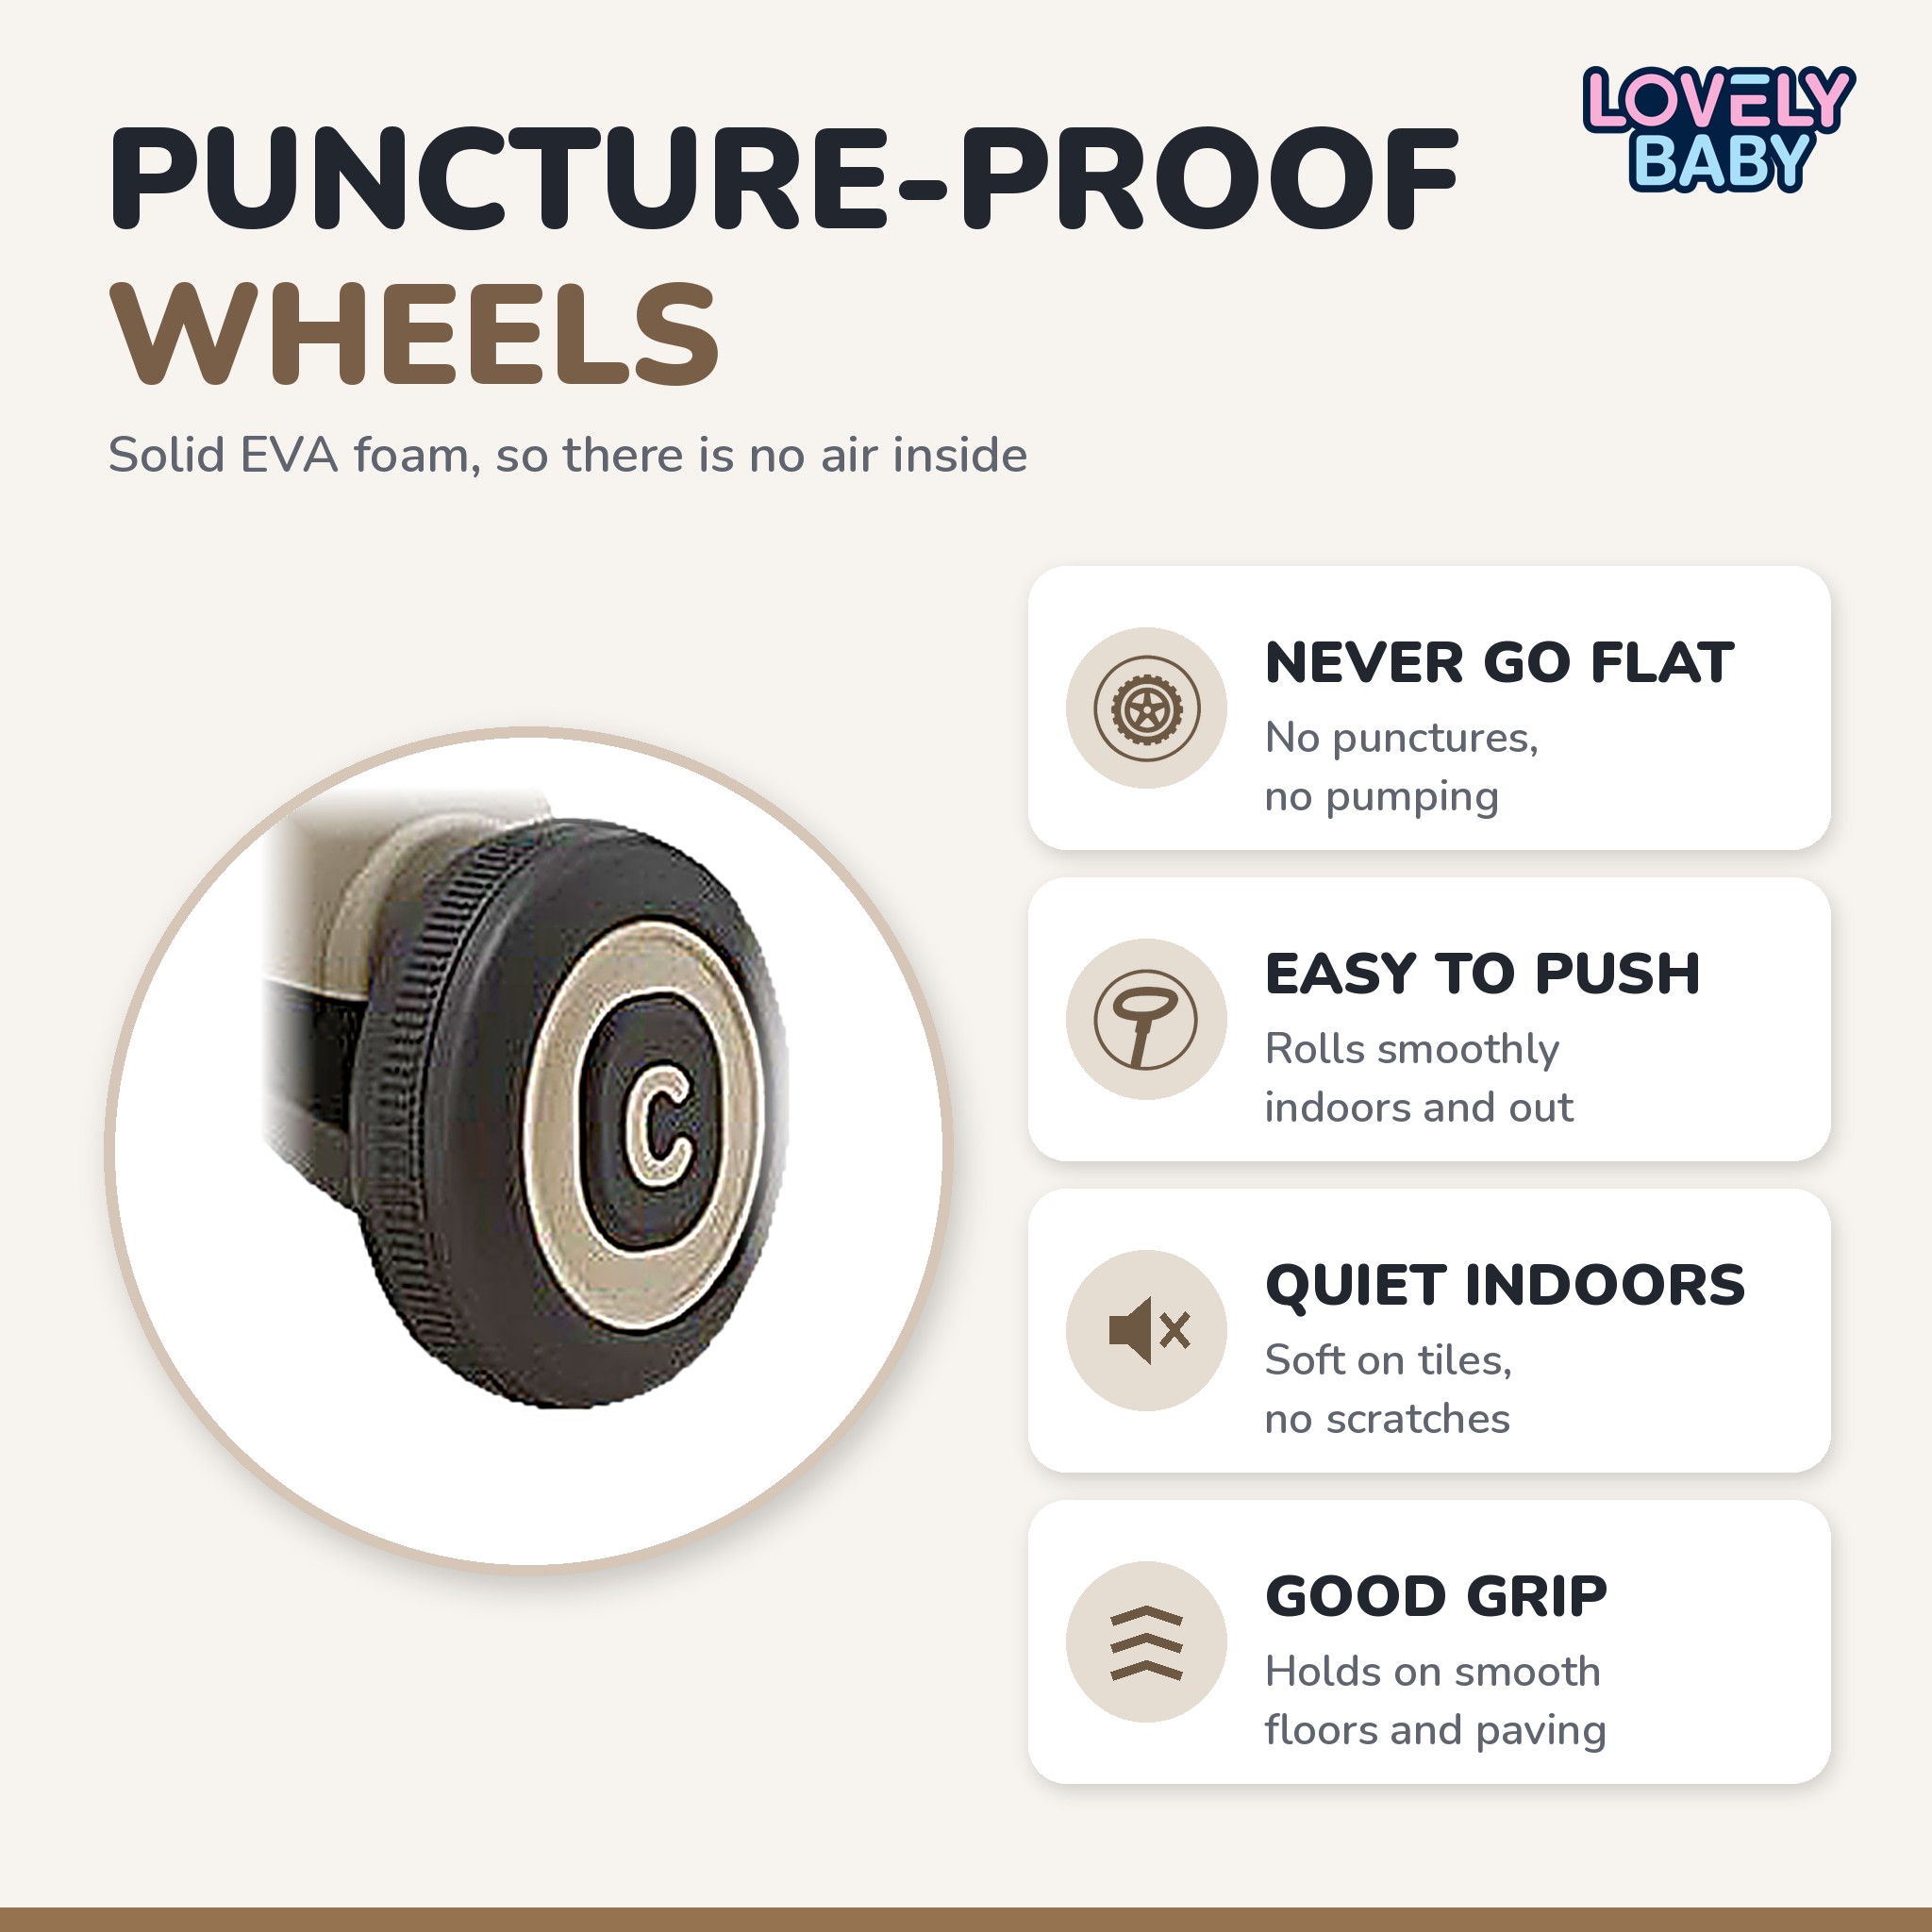 LOVELY
BABY
PUNCTURE-PROOF
WHEELS
Solid EVA foam, so there is no air inside
NEVER GO FLAT
No punctures,
no pumping
EASY TO PUSH
Rolls smoothly
indoors and out
C
QUIET INDOORS
Soft on tiles,
no scratches
GOOD GRIP
Holds on smooth
floors and paving